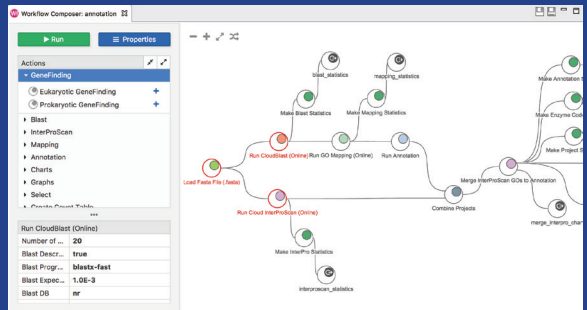 Workflow Composer: annotation
Run
Properties
Actions
GeneFinding
Eukaryotic GeneFinding
Prokaryotic GeneFinding
Blast
InterProScan
Mapping
Annotation
Charts
Graphs
Select
Create Count Table
Run CloudBlast (Online)
Number of ... 20
Blast Descr... true
Blast Progr... blastx-fast
Blast Expec... 1.0E-3
Blast DB nr
blast_statistics
mapping_statistics
Make Blast Statistics
Make Mapping Statistics
Run CloudBlast (Online)
Run GO Mapping (Online)
Run Annotation
Load Fasta File (.fasta)
Run Cloud InterProScan (Online)
Combine Projects
Merge InterProScan GOs to Annotation
Make InterPro Statistics
interproscan_statistics
Make Annotation
Make Enzyme Code
Make Project S
merge_interpro_char